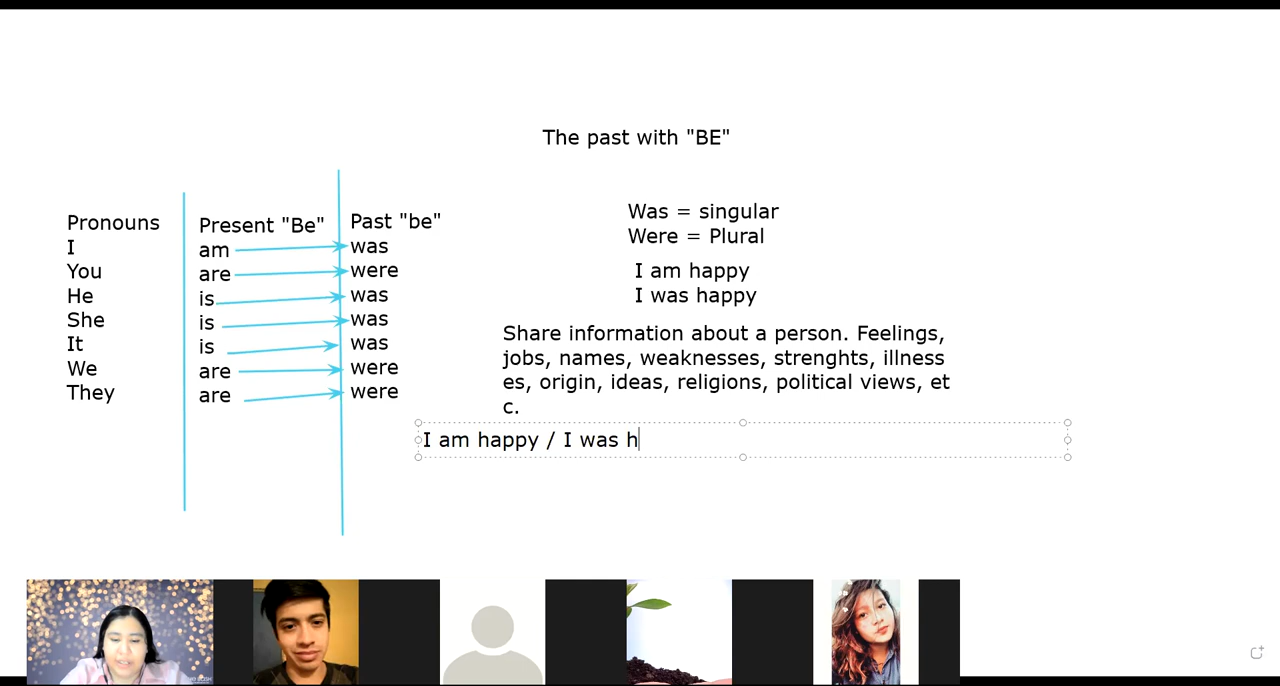 The past with "BE"
Pronouns
I
You
He
She
It
We
They
Present "Be"
am
are
is
is
is
are
are
Past "be"
was
were
was
was
was
were
were
Was = singular
Were = Plural
I am happy
I was happy
Share information about a person. Feelings,
jobs, names, weaknesses, strenghts, illness
es, origin, ideas, religions, political views, et
c.
I am happy / I was h